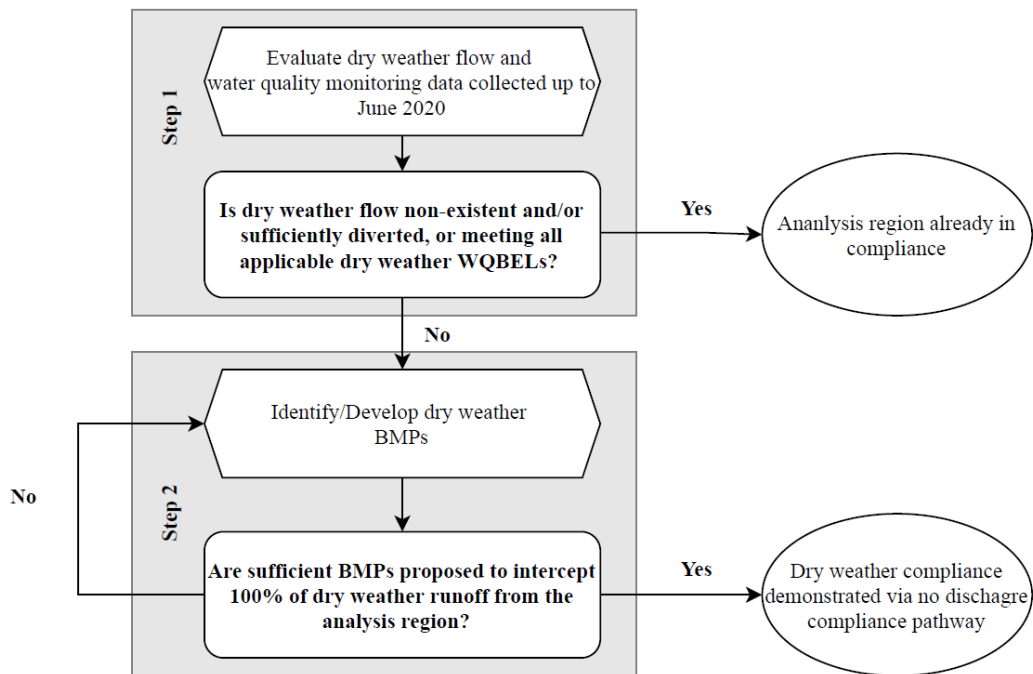 Step 1
Evaluate dry weather flow and
water quality monitoring data collected up to
June 2020
Is dry weather flow non-existent and/or
sufficiently diverted, or meeting all
applicable dry weather WQBELs?
Yes
Ananlysis region already in
compliance
No
Step 2
Identify/Develop dry weather
BMPs
No
Are sufficient BMPs proposed to intercept
100% of dry weather runoff from the
analysis region?
Yes
Dry weather compliance
demonstrated via no dischagre
compliance pathway